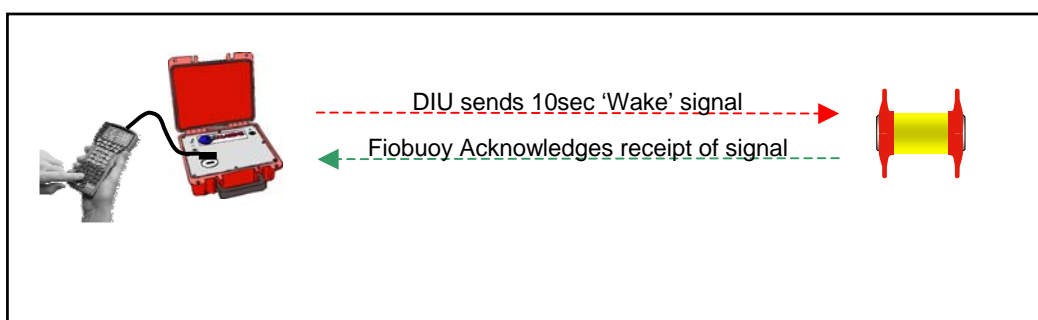 DIU sends 10sec ‘Wake’ signal
Fiobuoy Acknowledges receipt of signal